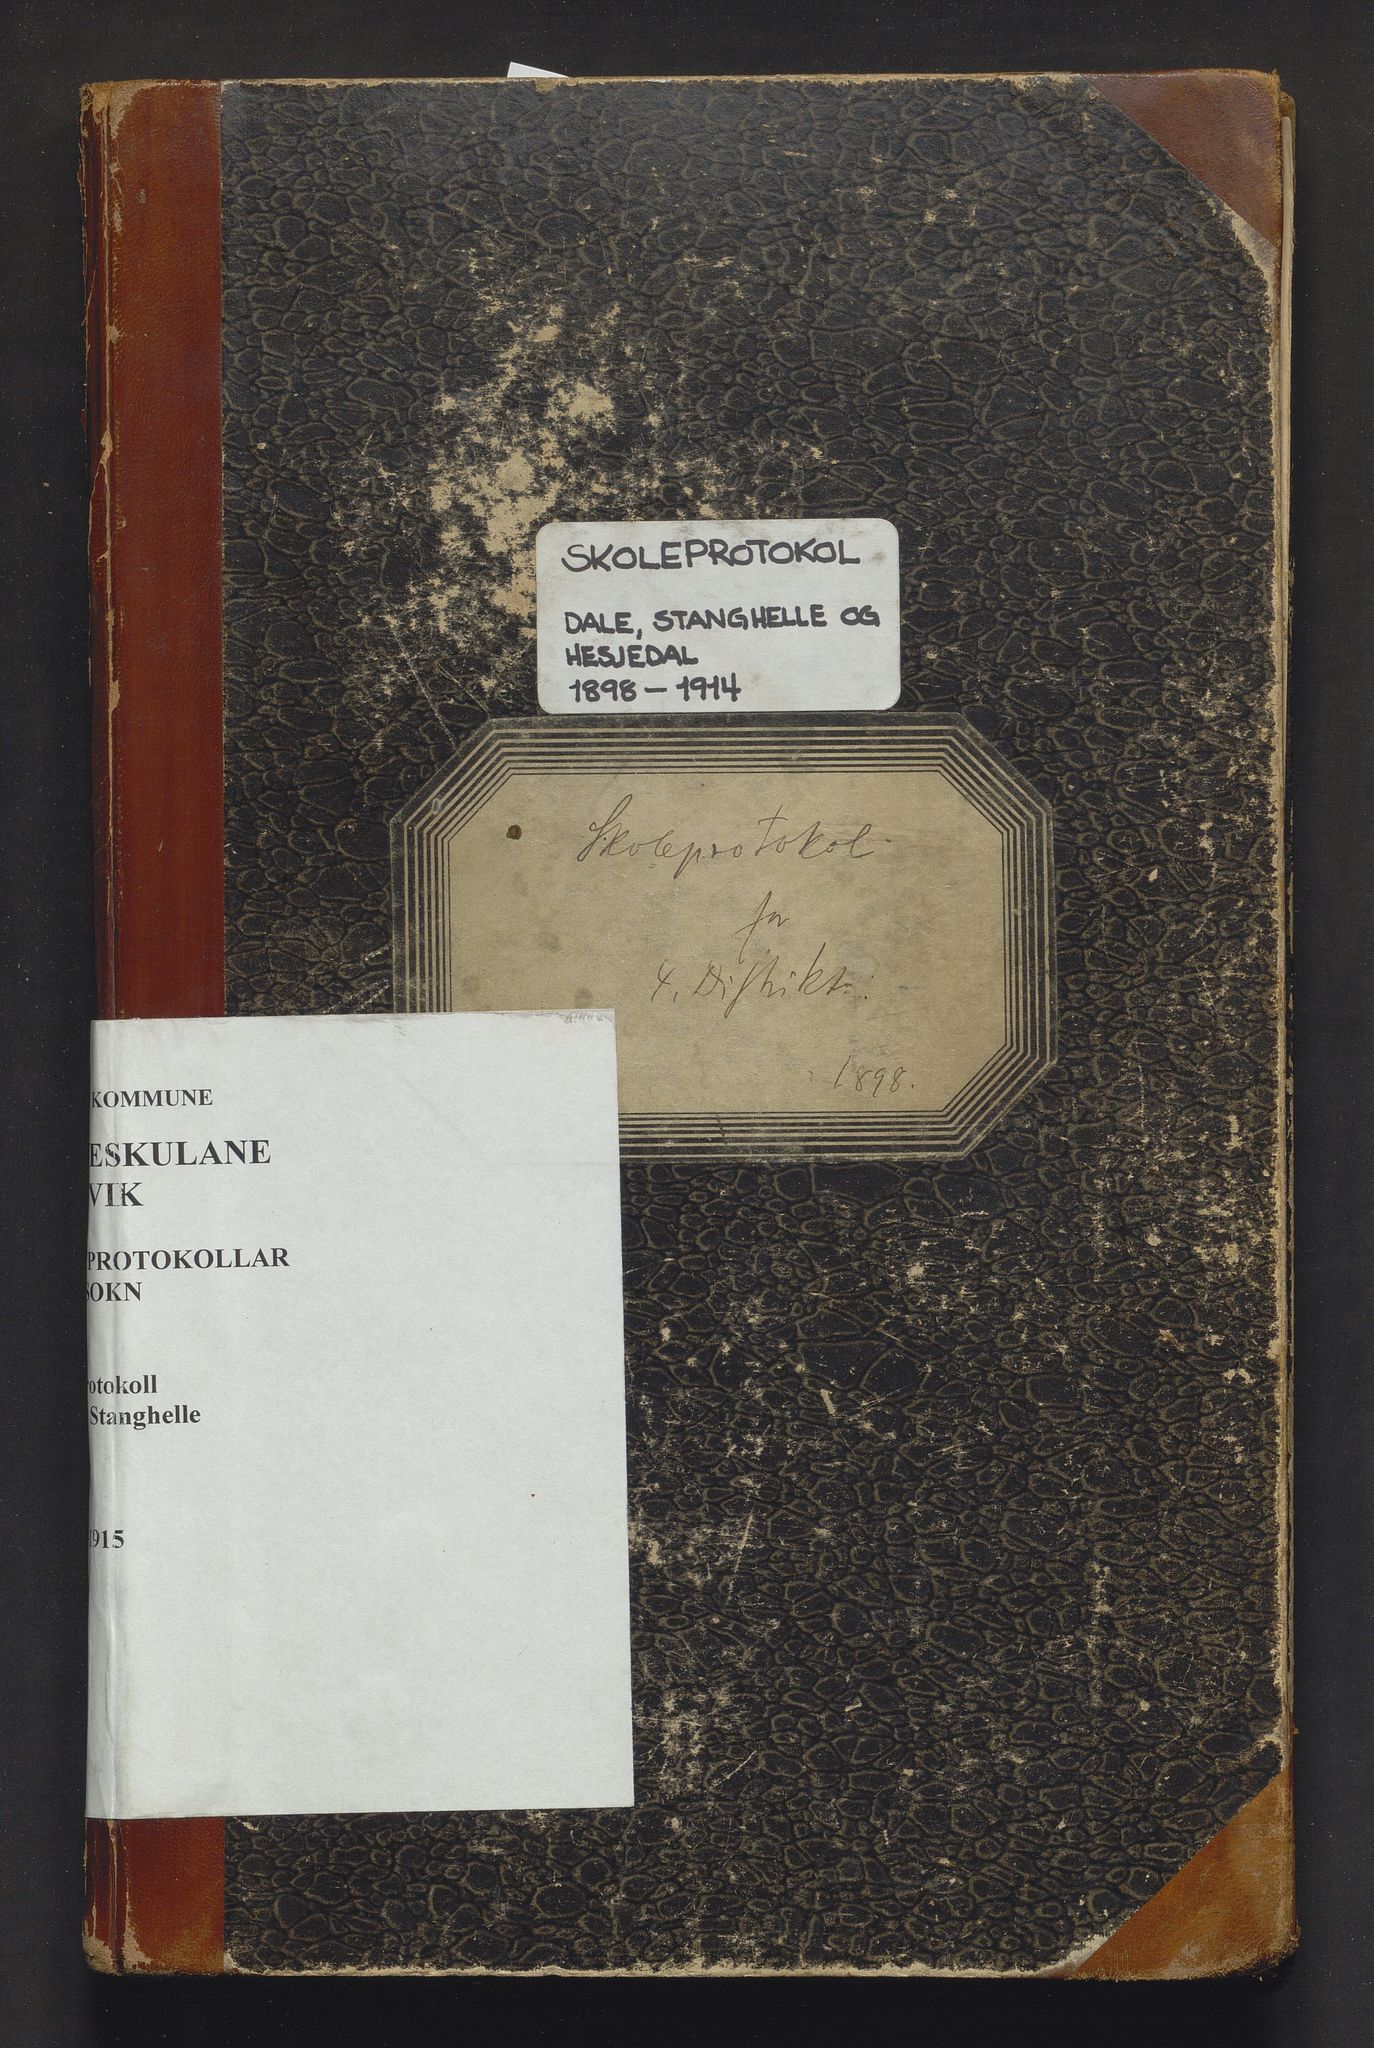 SKOLEPROTOKOL
DALE, STANGHELLE OG
HESJEDAL
1898 – 1914
Skoleprotokol
for
4. Distrikt.
1898.
KOMMUNE
ESKULANE
VIK
PROTOKOLLAR
SOKN
rotokoll
Stanghelle
1915